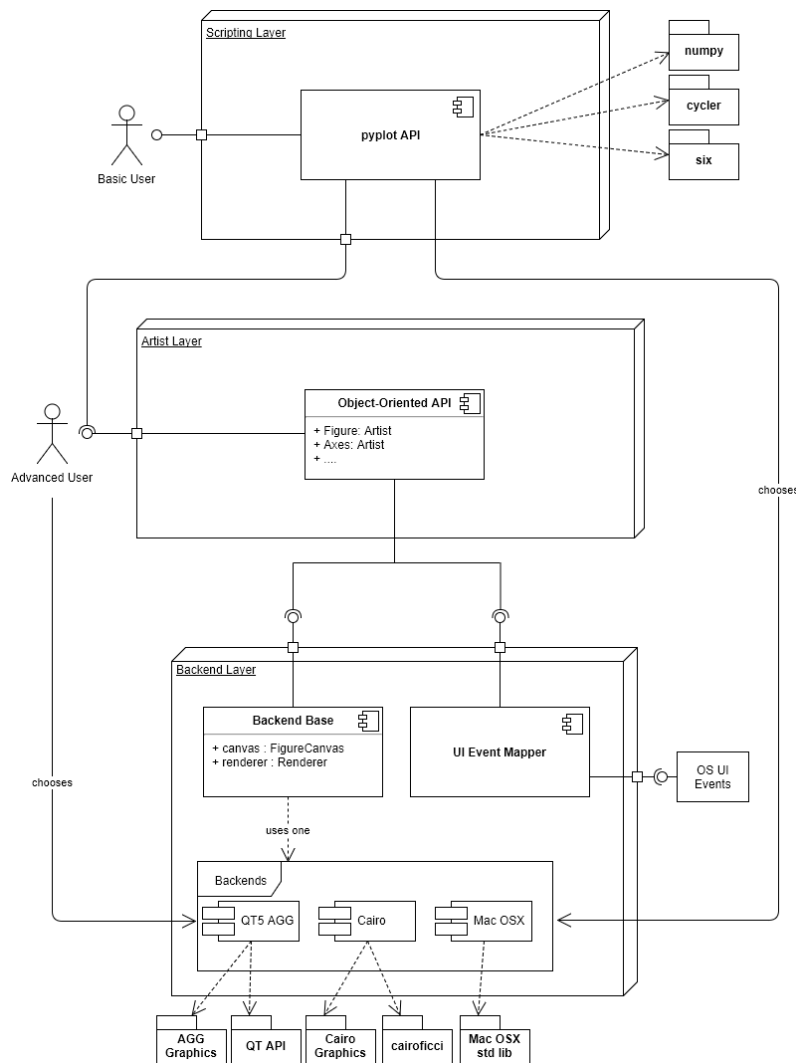 Scripting Layer
numpy
pyplot API
cycler
six
Basic User
Artist Layer
Object-Oriented API
+ Figure: Artist
+ Axes: Artist
+ ....
Advanced User
chooses
Backend Layer
Backend Base
+ canvas : FigureCanvas
+ renderer : Renderer
UI Event Mapper
OS UI
Events
chooses
uses one
Backends
QT5 AGG
Cairo
Mac OSX
AGG
Graphics
QT API
Cairo
Graphics
cairoficci
Mac OSX
std lib